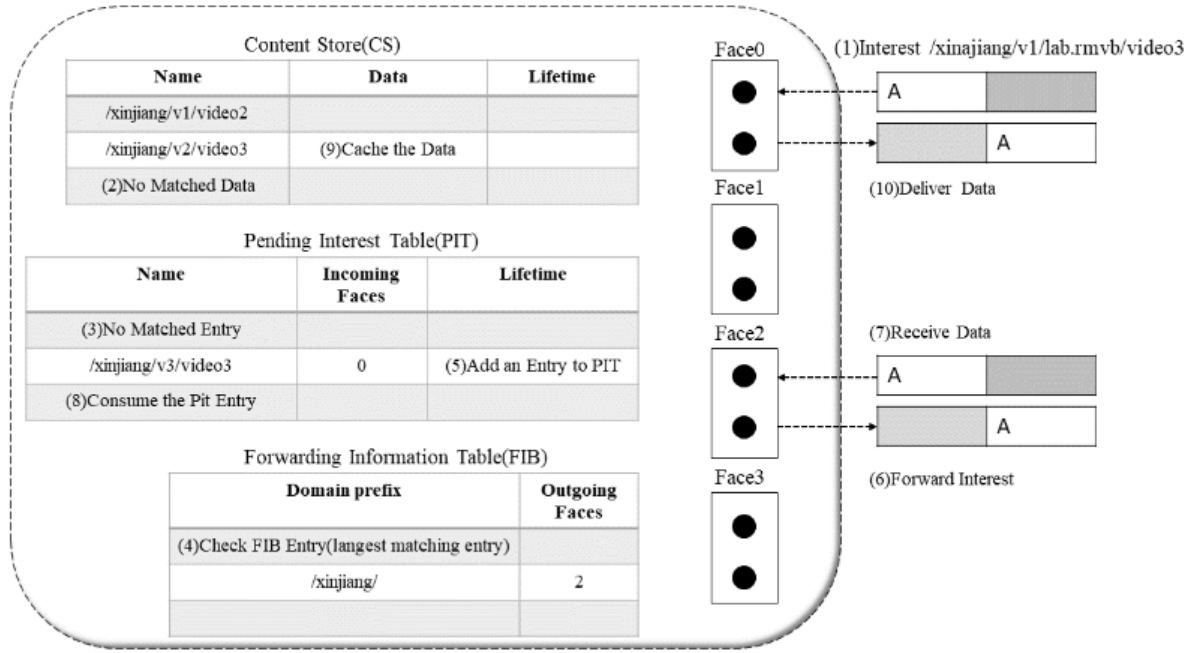 Content Store(CS)
Name Data Lifetime
/xinjiang/v1/video2
/xinjiang/v2/video3 (9)Cache the Data
(2)No Matched Data
Pending Interest Table(PIT)
Name Incoming Faces Lifetime
(3)No Matched Entry
/xinjiang/v3/video3 0 (5)Add an Entry to PIT
(8)Consume the Pit Entry
Forwarding Information Table(FIB)
Domain prefix Outgoing Faces
(4)Check FIB Entry(largest matching entry)
/xinjiang/ 2
Face0
Face1
Face2
Face3
(1)Interest /xinajiang/v1/lab.rmvb/video3
A
A
(10)Deliver Data
(7)Receive Data
A
A
(6)Forward Interest